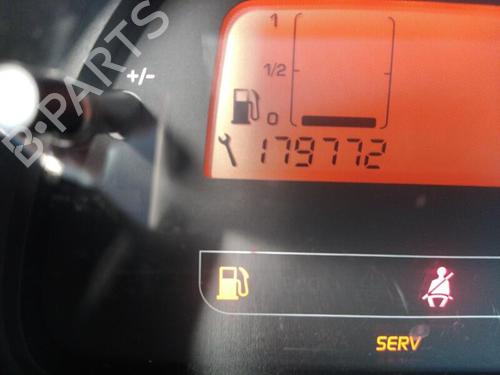 1
+/-
1/2
0
179772
SERV
B-PARTS